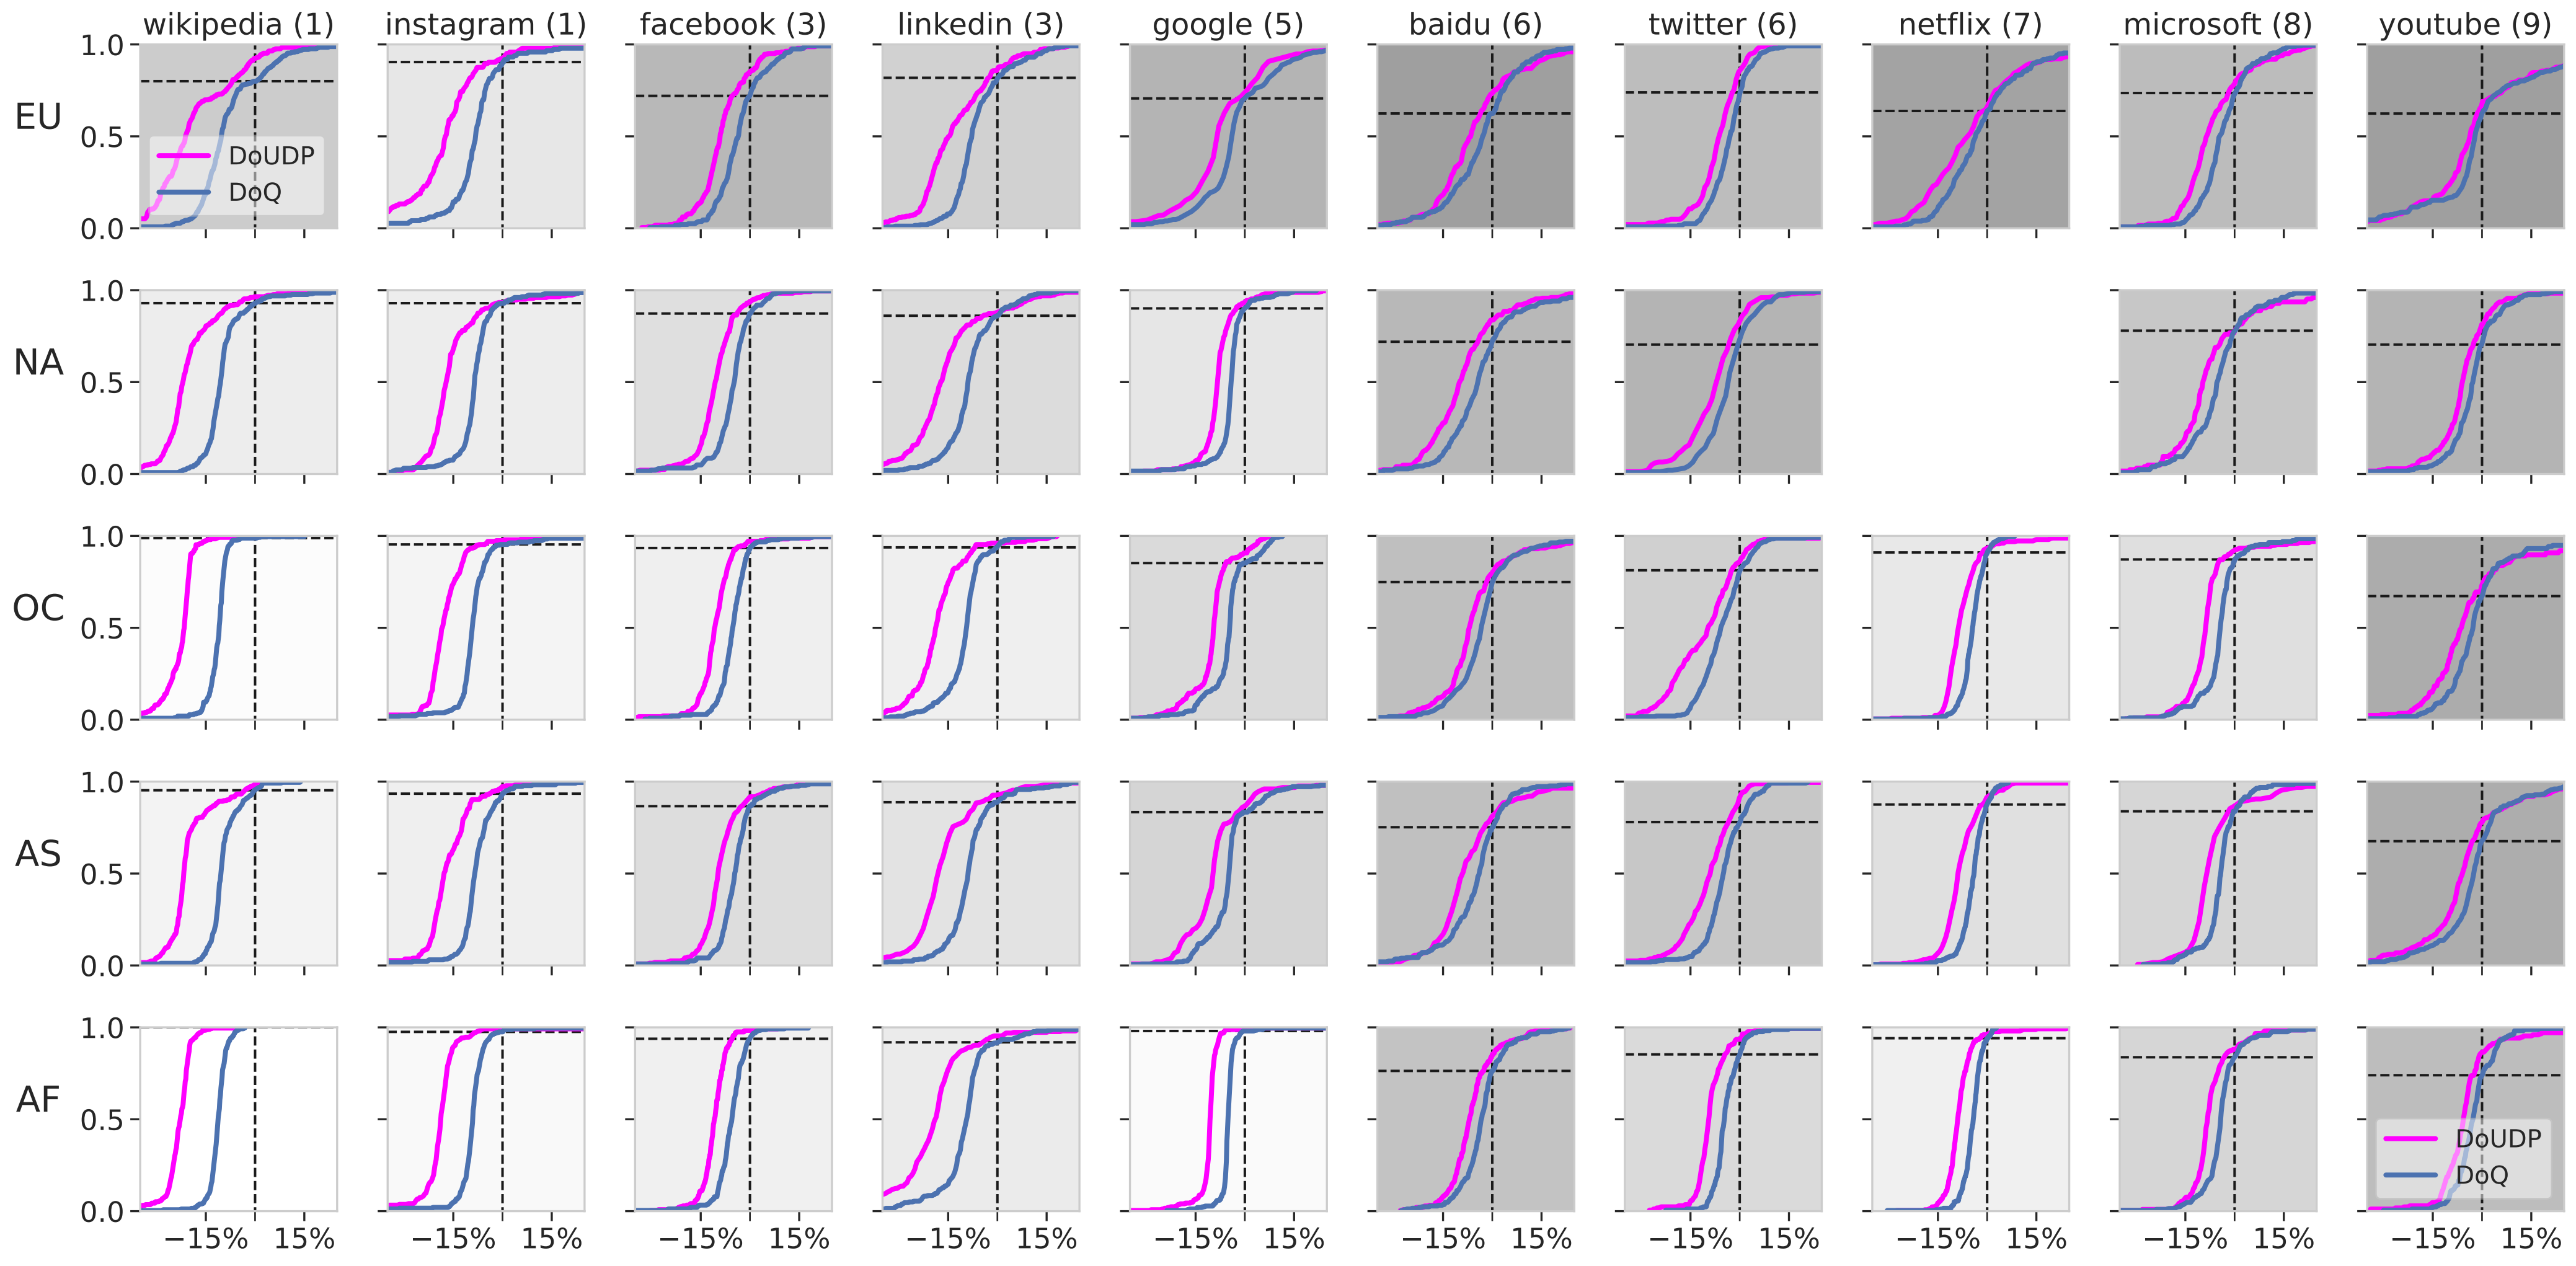 wikipedia (1) instagram (1) facebook (3) linkedin (3) google (5) baidu (6) twitter (6) netflix (7) microsoft (8) youtube (9)
EU 1.0 0.5 0.0
DoUDP
DoQ
NA 1.0 0.5 0.0
OC 1.0 0.5 0.0
AS 1.0 0.5 0.0
AF 1.0 0.5 0.0
DoUDP
DoQ
−15% 15% −15% 15% −15% 15% −15% 15% −15% 15% −15% 15% −15% 15% −15% 15% −15% 15% −15% 15%